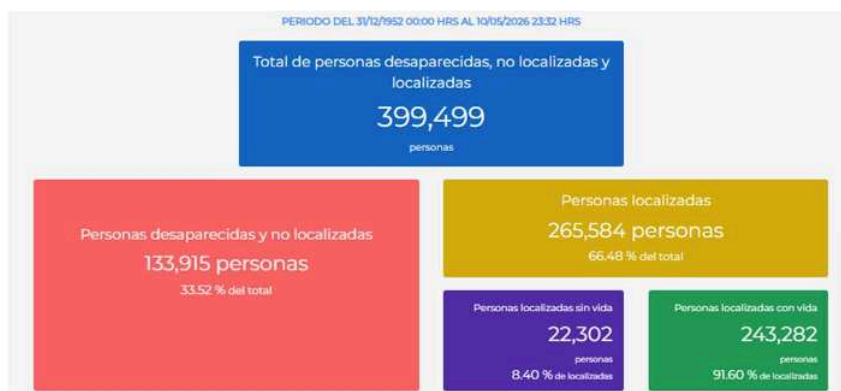 PERIODO DEL 31/12/1952 00:00 HRS AL 10/05/2026 23:32 HRS
Total de personas desaparecidas, no localizadas y
localizadas
399,499
personas
Personas desaparecidas y no localizadas
133,915 personas
33.52 % del total
Personas localizadas
265,584 personas
66.48 % del total
Personas localizadas sin vida
22,302
personas
8.40 % de localizadas
Personas localizadas con vida
243,282
personas
91.60 % de localizadas